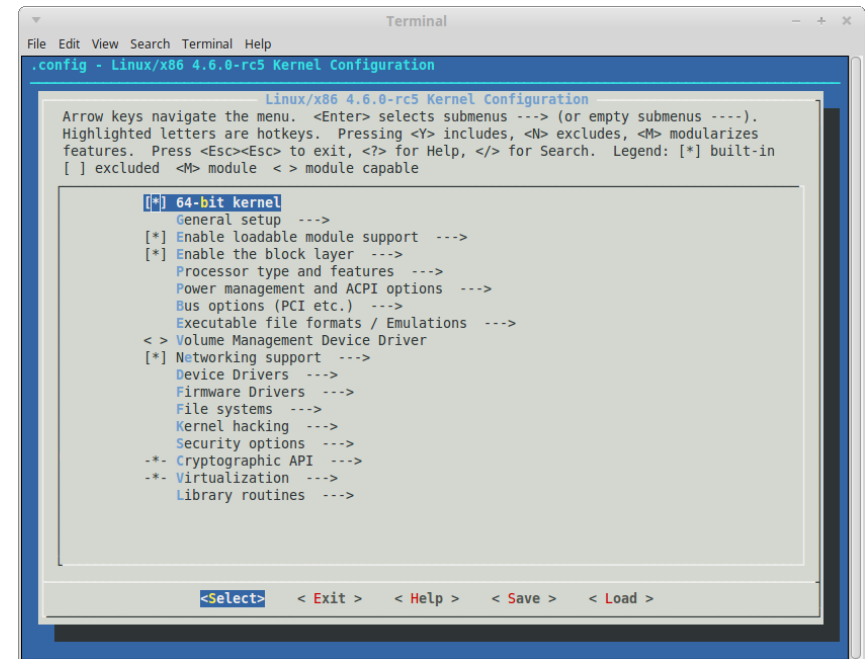 Terminal
File Edit View Search Terminal Help
.config - Linux/x86 4.6.0-rc5 Kernel Configuration
Linux/x86 4.6.0-rc5 Kernel Configuration
Arrow keys navigate the menu.  <Enter> selects submenus ---> (or empty submenus ----).
Highlighted letters are hotkeys.  Pressing <Y> includes, <N> excludes, <M> modularizes
features.  Press <Esc><Esc> to exit, <?> for Help, </> for Search.  Legend: [*] built-in
[ ] excluded  <M> module  < > module capable
[*] 64-bit kernel
General setup  --->
[*] Enable loadable module support  --->
[*] Enable the block layer  --->
Processor type and features  --->
Power management and ACPI options  --->
Bus options (PCI etc.)  --->
Executable file formats / Emulations  --->
< > Volume Management Device Driver
[*] Networking support  --->
Device Drivers  --->
Firmware Drivers  --->
File systems  --->
Kernel hacking  --->
Security options  --->
-*- Cryptographic API  --->
-*- Virtualization  --->
Library routines  --->
<Select>    < Exit >    < Help >    < Save >    < Load >